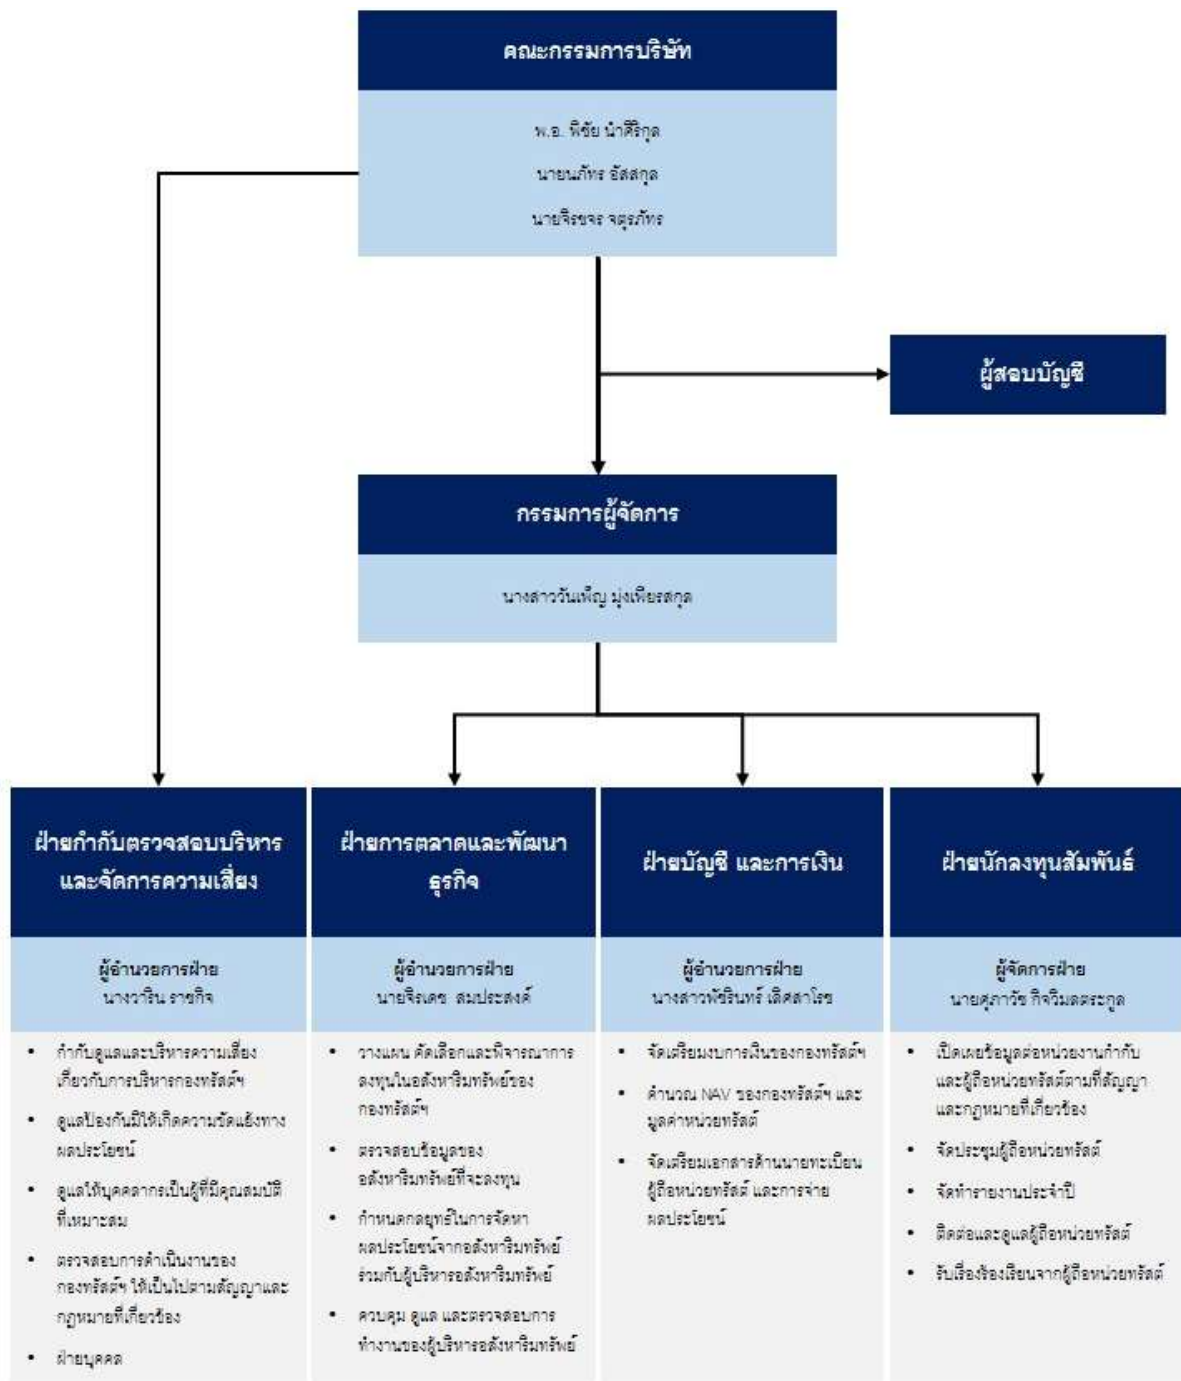 คณะกรรมการบริษัท
พ.อ. พิชัย นำศิริกุล
นายนภัทร อัสสกุล
นายจิรขจร จตุรภัทร
ผู้สอบบัญชี
กรรมการผู้จัดการ
นางสาววันเพ็ญ มุ่งเพียรสกุล
ฝ่ายกำกับตรวจสอบบริหาร
และจัดการความเสี่ยง
ผู้อำนวยการฝ่าย
นางวาริน ราชกิจ
• กำกับดูแลและบริหารความเสี่ยง
เกี่ยวกับการบริหารกองทรัสต์ฯ
• ดูแลป้องกันมิให้เกิดความขัดแย้งทาง
ผลประโยชน์
• ดูแลให้บุคคลากรเป็นผู้ที่มีคุณสมบัติ
ที่เหมาะสม
• ตรวจสอบการดำเนินงานของ
กองทรัสต์ฯ ให้เป็นไปตามสัญญาและ
กฎหมายที่เกี่ยวข้อง
• ฝ่ายบุคคล
ฝ่ายการตลาดและพัฒนา
ธุรกิจ
ผู้อำนวยการฝ่าย
นายจิรเดช สมประสงค์
• วางแผน คัดเลือกและพิจารณาการ
ลงทุนในอสังหาริมทรัพย์ของ
กองทรัสต์ฯ
• ตรวจสอบข้อมูลของ
อสังหาริมทรัพย์ที่จะลงทุน
• กำหนดกลยุทธ์ในการจัดหา
ผลประโยชน์จากอสังหาริมทรัพย์
ร่วมกับผู้บริหารอสังหาริมทรัพย์
• ควบคุม ดูแล และตรวจสอบการ
ทำงานของผู้บริหารอสังหาริมทรัพย์
ฝ่ายบัญชี และการเงิน
ผู้อำนวยการฝ่าย
นางสาวพัชรินทร์ เลิศสาโรช
• จัดเตรียมงบการเงินของกองทรัสต์ฯ
• คำนวณ NAV ของกองทรัสต์ฯ และ
มูลค่าหน่วยทรัสต์
• จัดเตรียมเอกสารด้านนายทะเบียน
ผู้ถือหน่วยทรัสต์ และการจ่าย
ผลประโยชน์
ฝ่ายนักลงทุนสัมพันธ์
ผู้จัดการฝ่าย
นายศุภาวัช กิจวิมลตระกูล
• เปิดเผยข้อมูลต่อหน่วยงานกำกับ
และผู้ถือหน่วยทรัสต์ตามที่สัญญา
และกฎหมายที่เกี่ยวข้อง
• จัดประชุมผู้ถือหน่วยทรัสต์
• จัดทำรายงานประจำปี
• ติดต่อและดูแลผู้ถือหน่วยทรัสต์
• รับเรื่องร้องเรียนจากผู้ถือหน่วยทรัสต์